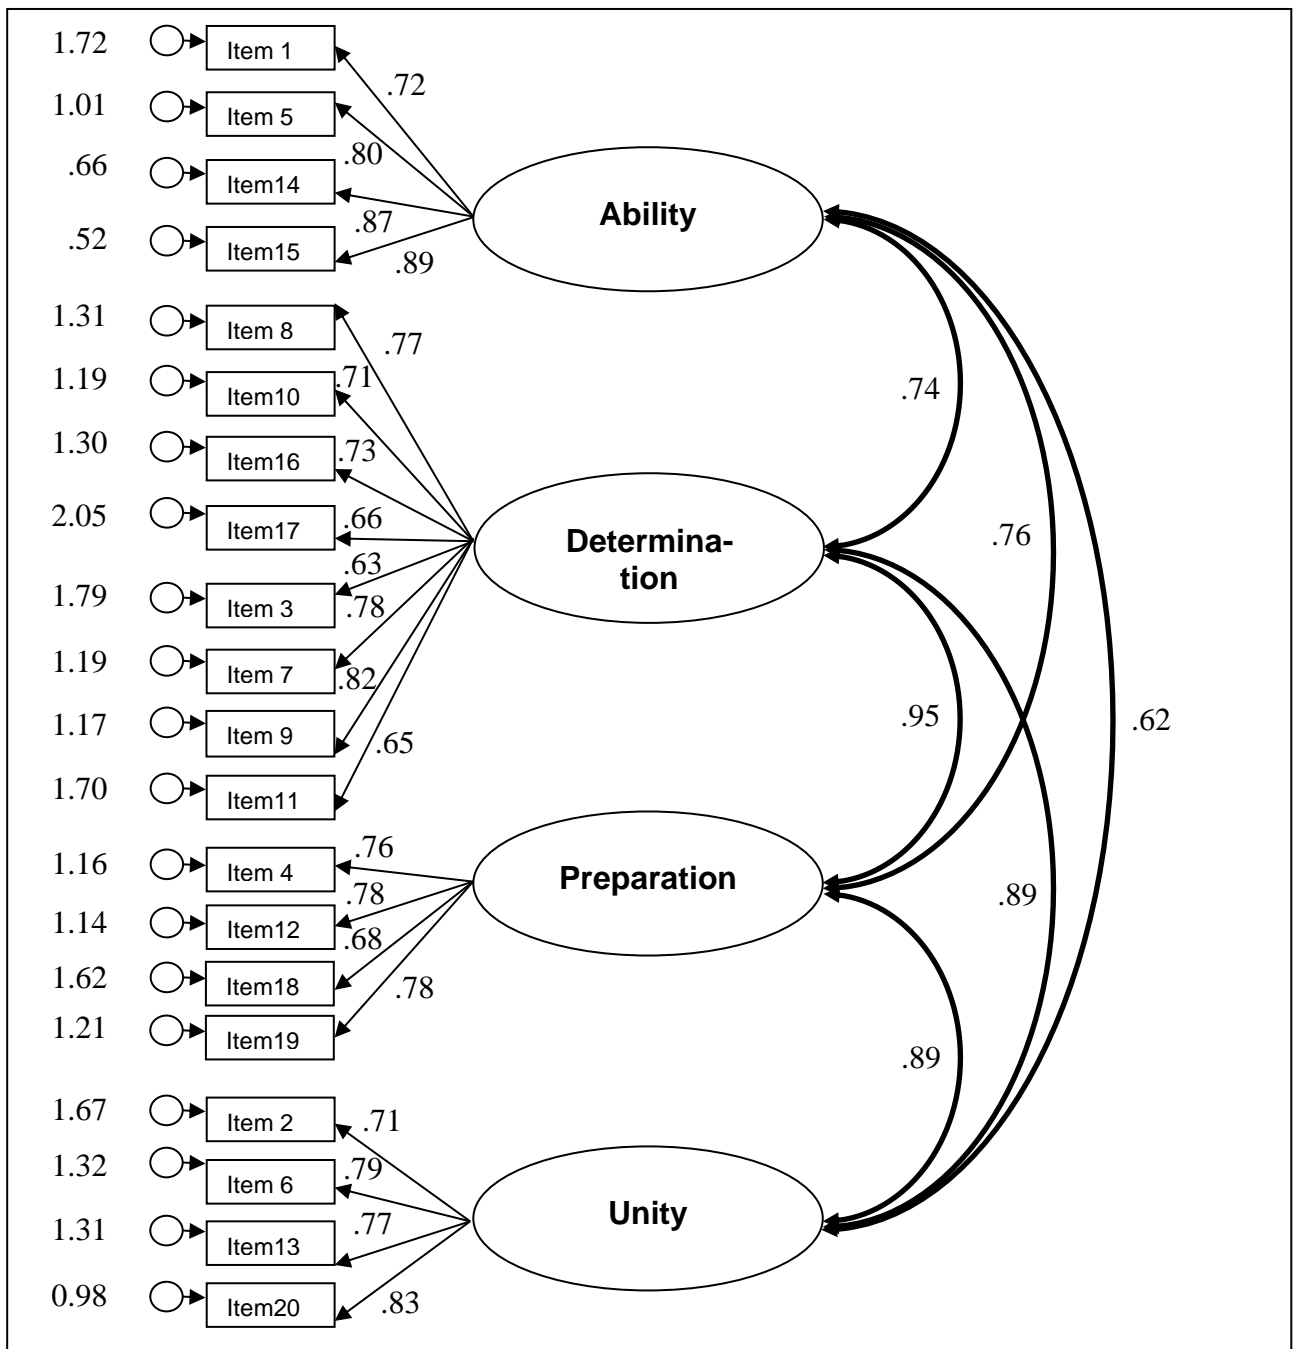 1.72
Item 1
.72
1.01
Item 5
.80
.66
Item14
.87
.52
Item15
.89
Ability
1.31
Item 8
.77
1.19
Item10
.71
1.30
Item16
.73
2.05
Item17
.66
1.79
Item 3
.63
1.19
Item 7
.78
1.17
Item 9
.82
1.70
Item11
.65
Determina-
tion
1.16
Item 4
.76
1.14
Item12
.78
1.62
Item18
.68
1.21
Item19
.78
Preparation
1.67
Item 2
.71
1.32
Item 6
.79
1.31
Item13
.77
0.98
Item20
.83
Unity
.74
.76
.95
.62
.89
.89